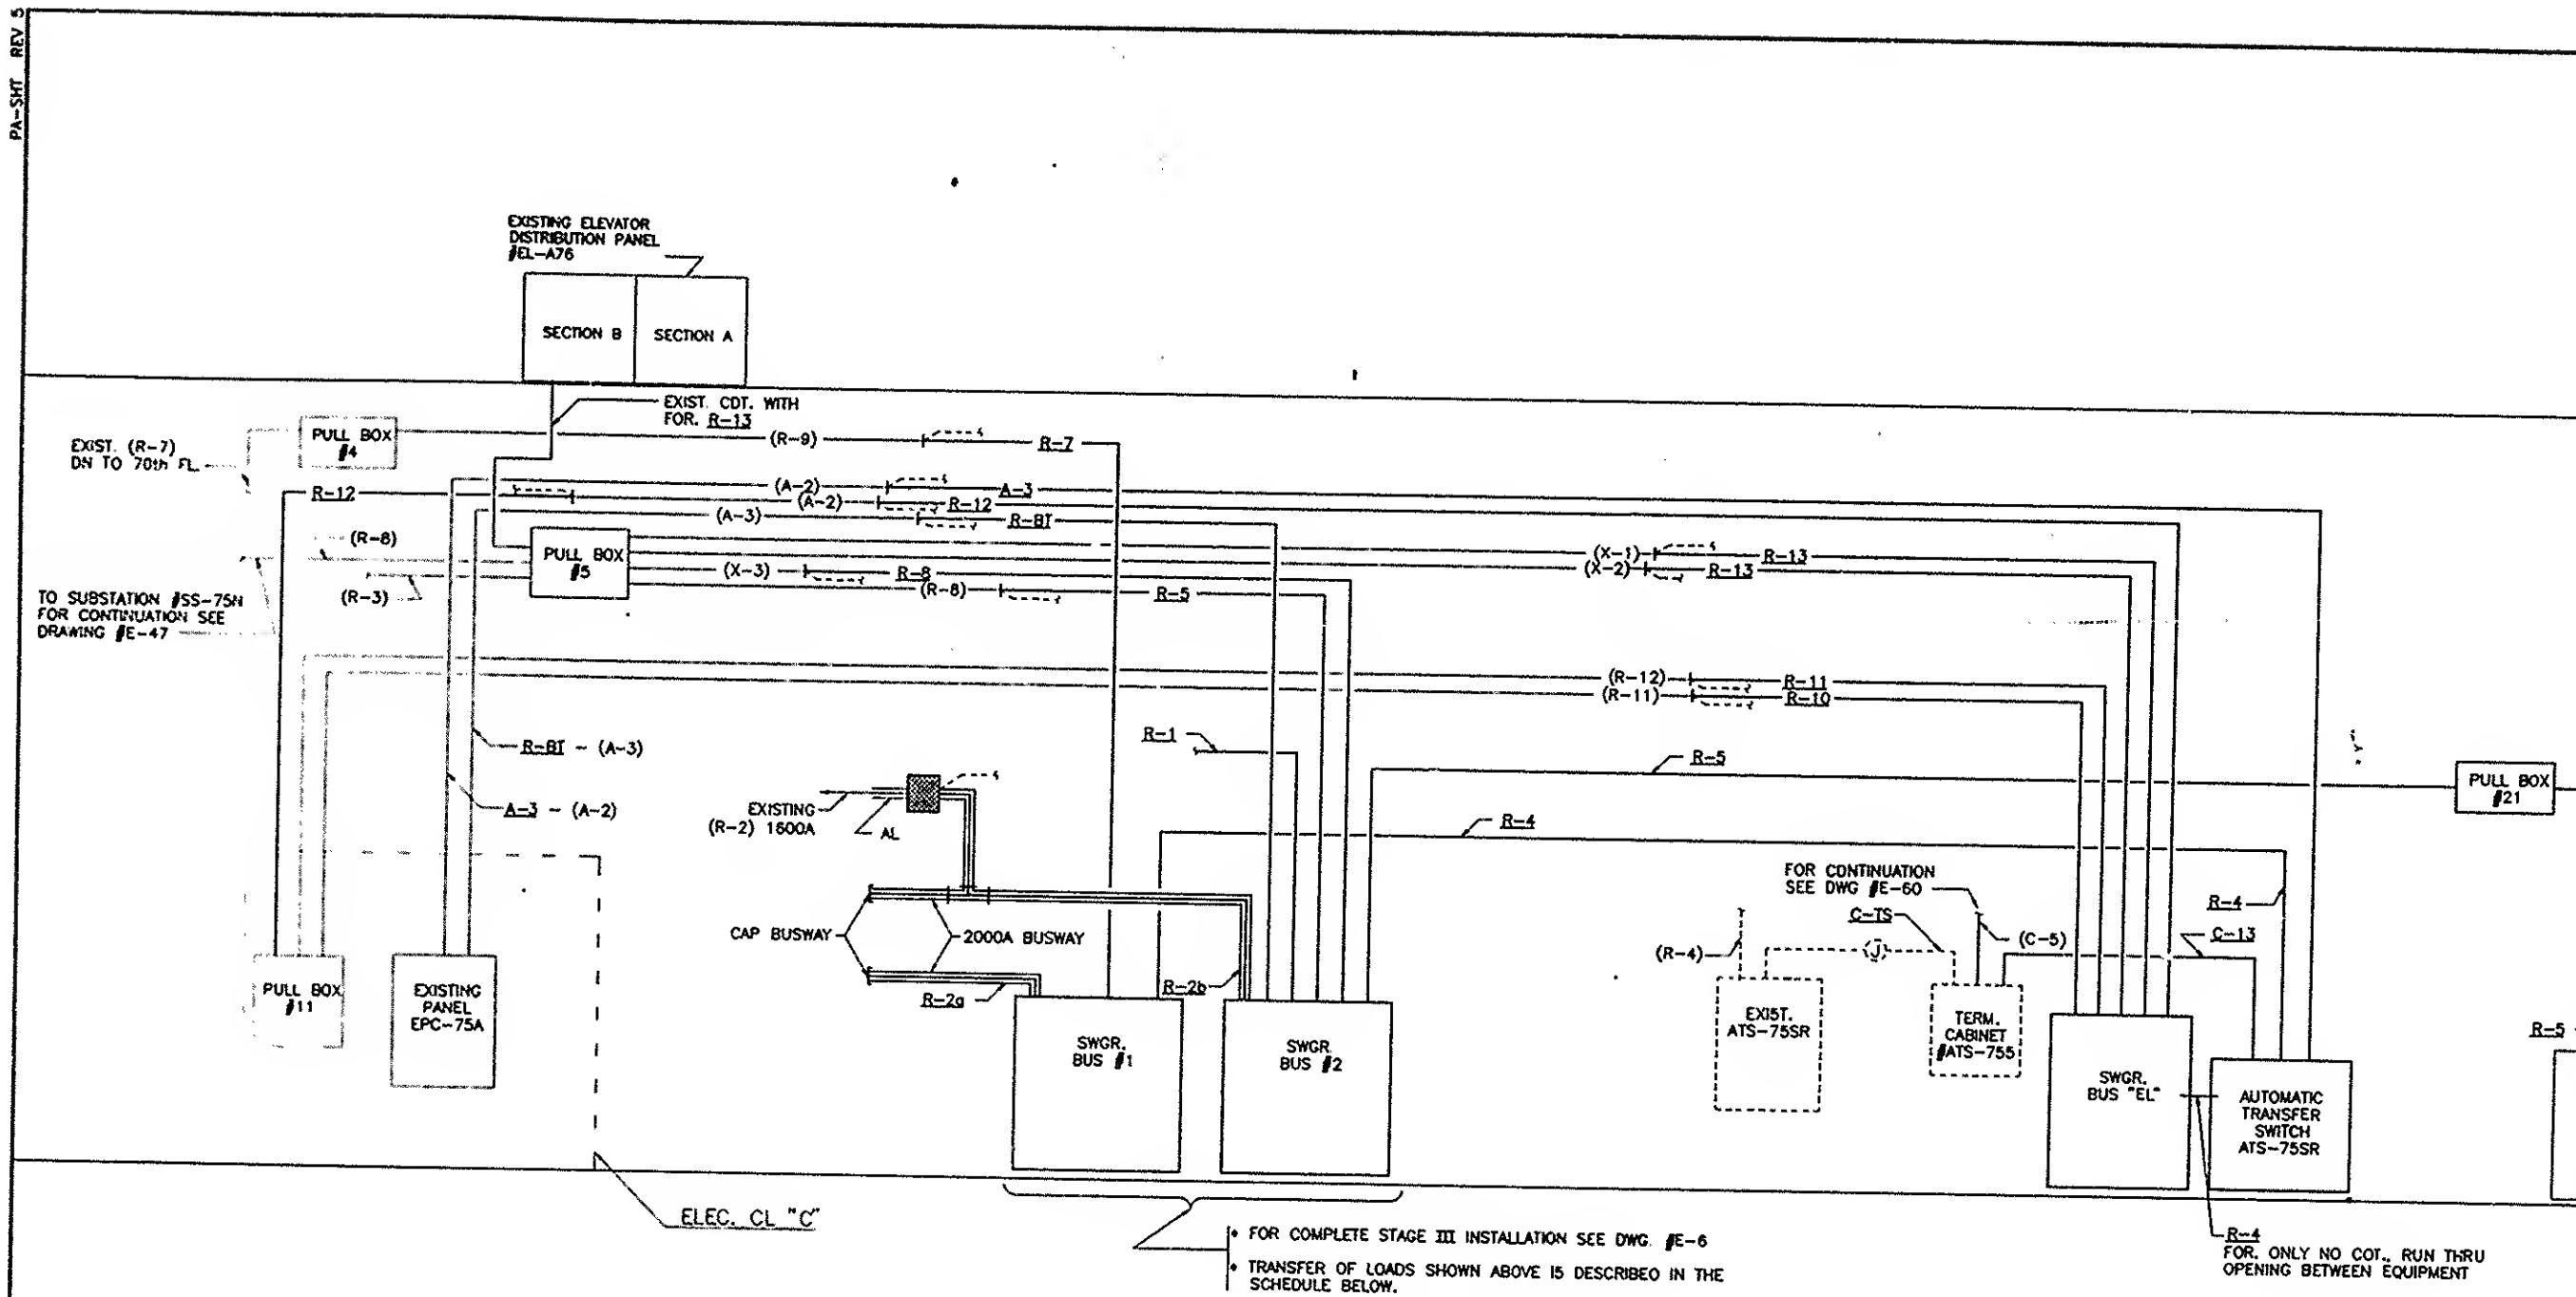 PA-SHT REV 5
EXISTING ELEVATOR
DISTRIBUTION PANEL
#EL-A76
SECTION B
SECTION A
EXIST. CDT. WITH
FOR. R-13
PULL BOX
#4
EXIST. (R-7)
DN TO 70th FL.
(R-9)
R-7
R-12
(A-2)
A-3
(A-2)
R-12
(A-3)
R-BT
(R-8)
PULL BOX
#5
(X-1)
R-13
(X-2)
R-13
(X-3)
R-8
(R-3)
(R-8)
R-5
TO SUBSTATION #SS-75N
FOR CONTINUATION SEE
DRAWING #E-47
(R-12)
R-11
(R-11)
R-10
R-BT - (A-3)
R-1
R-5
PULL BOX
#21
A-3 - (A-2)
EXISTING
(R-2) 1600A
AL
R-4
FOR CONTINUATION
SEE DWG #E-60
R-4
C-TS
CAP BUSWAY
2000A BUSWAY
(R-4)
(J)
(C-5)
C-13
R-2a
R-2b
PULL BOX
#11
EXISTING
PANEL
EPC-75A
SWGR.
BUS #1
SWGR.
BUS #2
EXIST.
ATS-75SR
TERM.
CABINET
#ATS-755
SWGR.
BUS "EL"
AUTOMATIC
TRANSFER
SWITCH
ATS-75SR
R-5
ELEC. CL "C"
• FOR COMPLETE STAGE III INSTALLATION SEE DWG. #E-6
• TRANSFER OF LOADS SHOWN ABOVE IS DESCRIBED IN THE
SCHEDULE BELOW.
R-4
FOR. ONLY NO COT., RUN THRU
OPENING BETWEEN EQUIPMENT